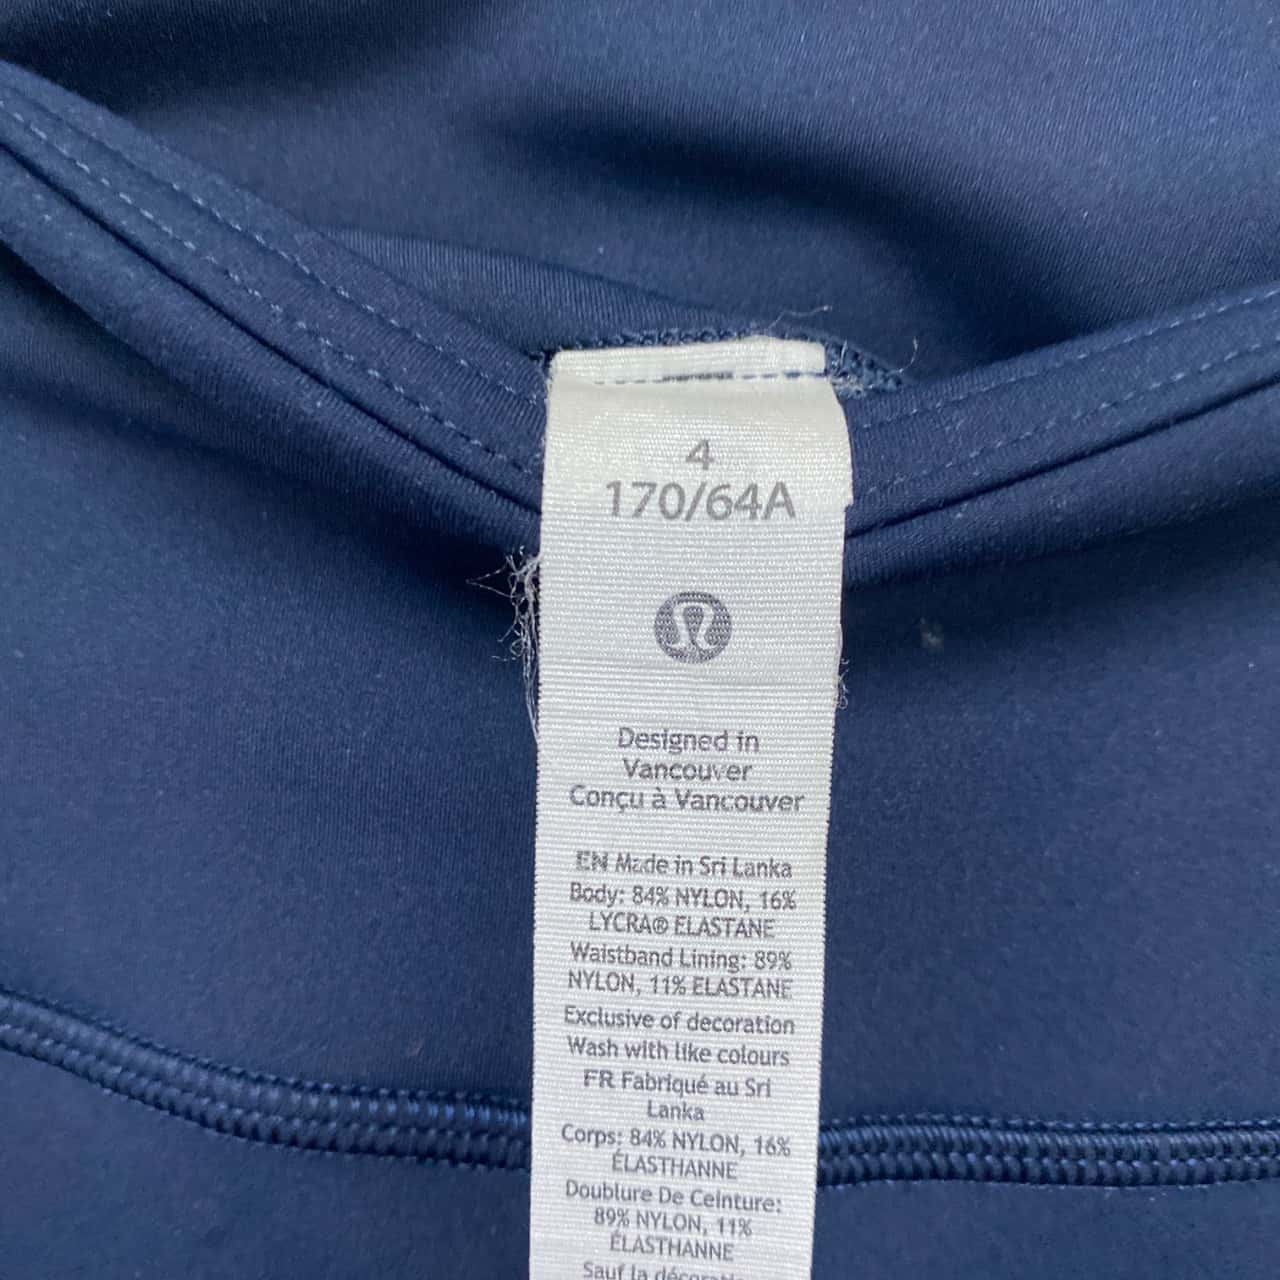 4
170/64A
Designed in
Vancouver
Conçu à Vancouver
EN Made in Sri Lanka
Body: 84% NYLON, 16%
LYCRA® ELASTANE
Waistband Lining: 89%
NYLON, 11% ELASTANE
Exclusive of decoration
Wash with like colours
FR Fabriqué au Sri
Lanka
Corps: 84% NYLON, 16%
ÉLASTHANNE
Doublure De Ceinture:
89% NYLON, 11%
ÉLASTHANNE
Sauf la